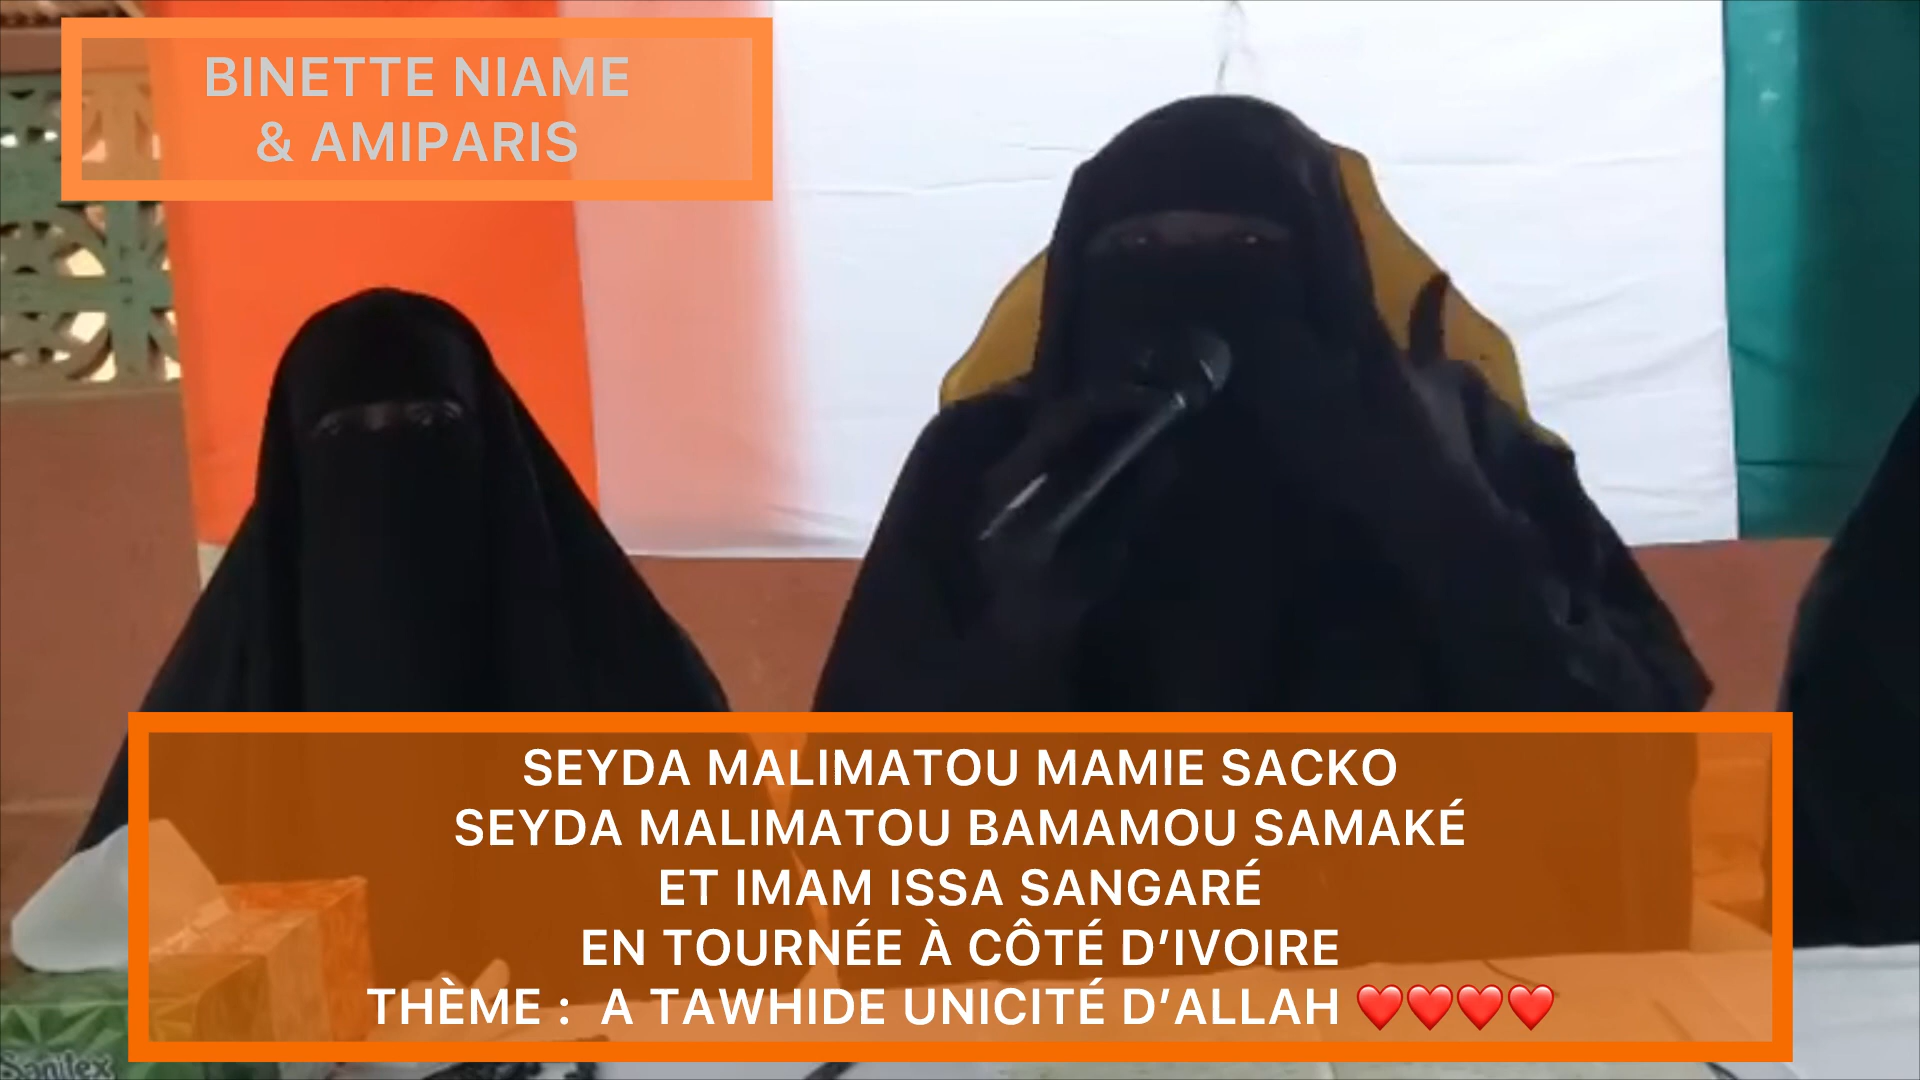 BINETTE NIAME
& AMIPARIS
SEYDA MALIMATOU MAMIE SACKO
SEYDA MALIMATOU BAMAMOU SAMAKÉ
ET IMAM ISSA SANGARÉ
EN TOURNÉE À CÔTÉ D’IVOIRE
THÈME : A TAWHIDE UNICITÉ D’ALLAH ❤️❤️❤️❤️
Sanitex